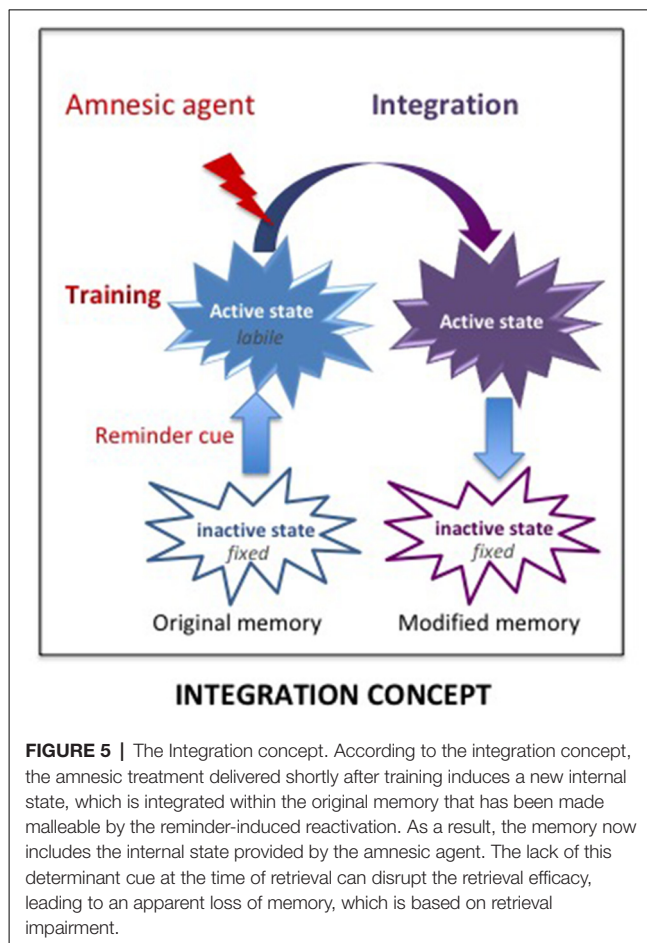 Amnesic agent
Integration
Training
Active state
labile
Active state
Reminder cue
inactive state
fixed
inactive state
fixed
Original memory
Modified memory
INTEGRATION CONCEPT
FIGURE 5 | The Integration concept. According to the integration concept,
the amnesic treatment delivered shortly after training induces a new internal
state, which is integrated within the original memory that has been made
malleable by the reminder-induced reactivation. As a result, the memory now
includes the internal state provided by the amnesic agent. The lack of this
determinant cue at the time of retrieval can disrupt the retrieval efficacy,
leading to an apparent loss of memory, which is based on retrieval
impairment.